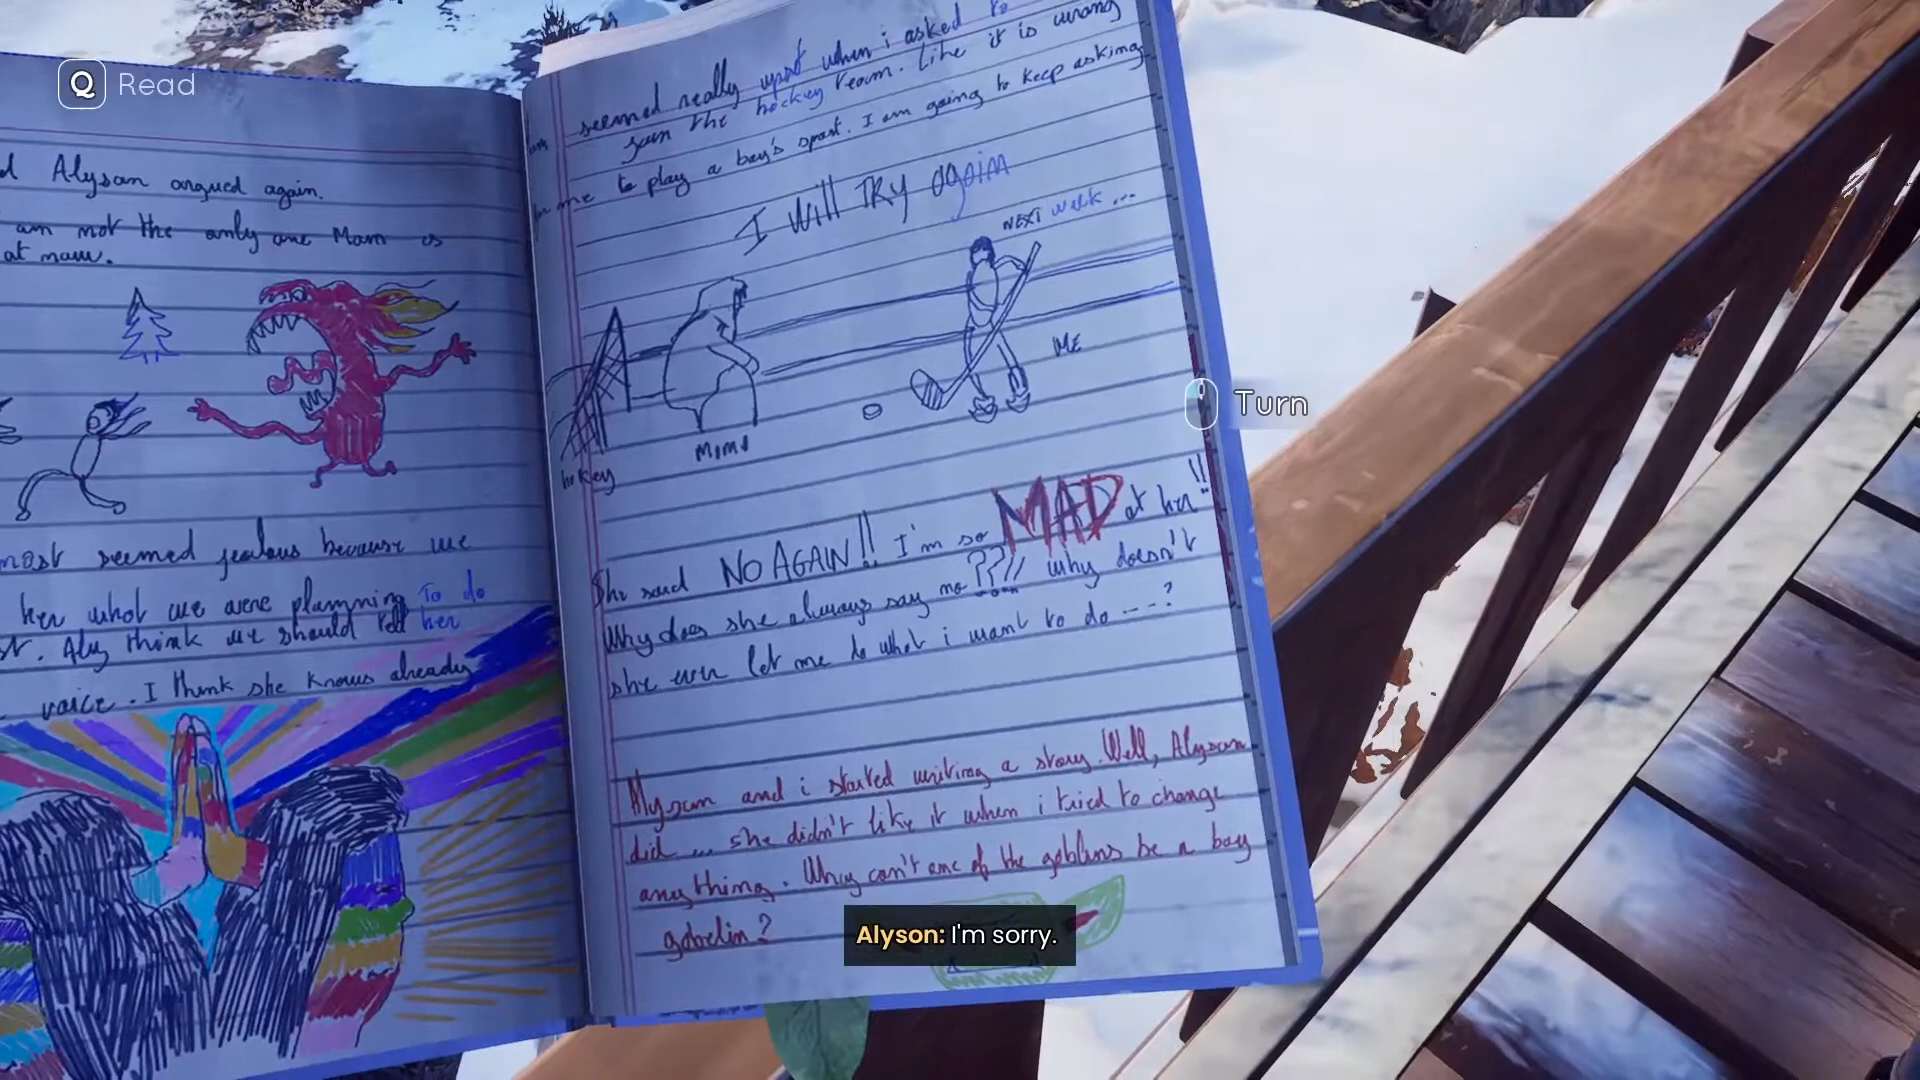 Q Read
Alyson argued again.
am not the only one Mom is
at mom.
most seemed jealous because we
her what we were planning To do
st. Aly think we should tell her
voice. I think she knows already
seemed really upset when i asked to
join the hockey team. Like it is wrong
for me to play a boy's sport. I am going to keep asking.
I will TRY again
NEXT week ...
ME
MOM
hockey
She said NO AGAIN!! I'm so MAD at her!!
Why does she always say no ??!! why doesn't
she ever let me do what i want to do ---?
Alyson and i started writing a story. Well, Alyson
did ... she didn't like it when i tried to change
anything. Why can't one of the goblins be a boy
goblin?
Turn
Alyson: I'm sorry.